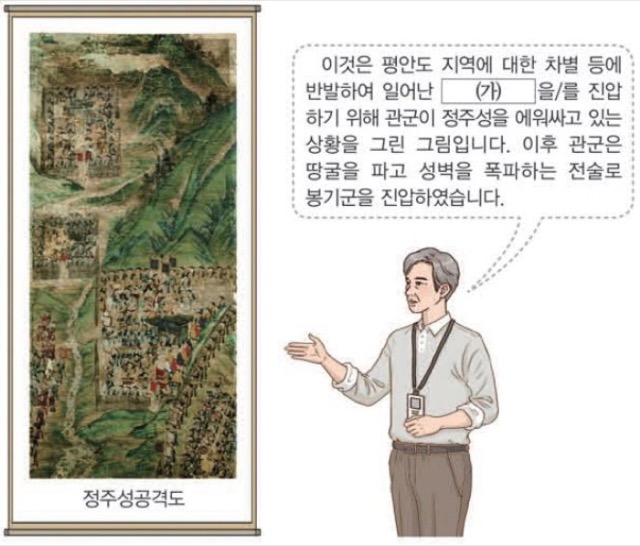 이것은 평안도 지역에 대한 차별 등에
반발하여 일어난 (가) 을/를 진압
하기 위해 관군이 정주성을 에워싸고 있는
상황을 그린 그림입니다. 이후 관군은
땅굴을 파고 성벽을 폭파하는 전술로
봉기군을 진압하였습니다.
정주성공격도